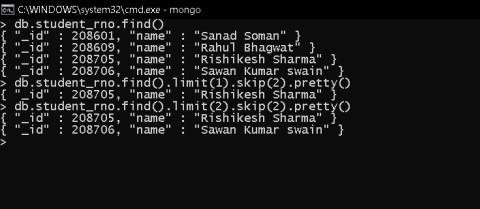 C:\WINDOWS\system32\cmd.exe - mongo
> db.student_rno.find()
{ "_id" : 208601, "name" : "Sanad Soman" }
{ "_id" : 208609, "name" : "Rahul Bhagwat" }
{ "_id" : 208705, "name" : "Rishikesh Sharma" }
{ "_id" : 208706, "name" : "Sawan Kumar swain" }
> db.student_rno.find().limit(1).skip(2).pretty()
{ "_id" : 208705, "name" : "Rishikesh Sharma" }
> db.student_rno.find().limit(2).skip(2).pretty()
{ "_id" : 208705, "name" : "Rishikesh Sharma" }
{ "_id" : 208706, "name" : "Sawan Kumar swain" }
>